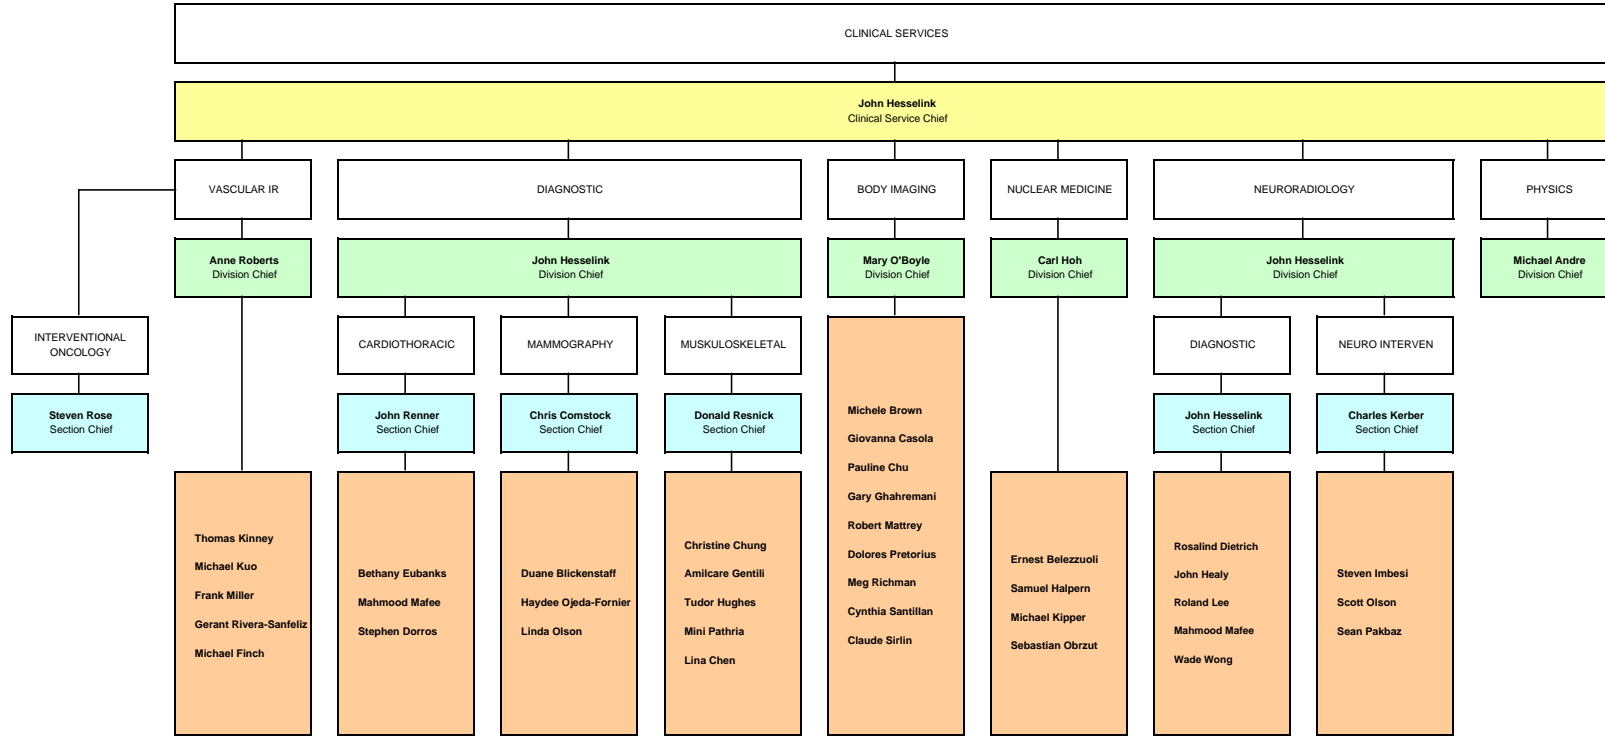 CLINICAL SERVICES
John Hesselink
Clinical Service Chief
VASCULAR IR
DIAGNOSTIC
BODY IMAGING
NUCLEAR MEDICINE
NEURORADIOLOGY
PHYSICS
Anne Roberts
Division Chief
John Hesselink
Division Chief
Mary O'Boyle
Division Chief
Carl Hoh
Division Chief
John Hesselink
Division Chief
Michael Andre
Division Chief
INTERVENTIONAL
ONCOLOGY
CARDIOTHORACIC
MAMMOGRAPHY
MUSKULOSKELETAL
DIAGNOSTIC
NEURO INTERVEN
Steven Rose
Section Chief
John Renner
Section Chief
Chris Comstock
Section Chief
Donald Resnick
Section Chief
John Hesselink
Section Chief
Charles Kerber
Section Chief
Thomas Kinney
Michael Kuo
Frank Miller
Gerant Rivera-Sanfeliz
Michael Finch
Bethany Eubanks
Mahmood Mafee
Stephen Dorros
Duane Blickenstaff
Haydee Ojeda-Fornier
Linda Olson
Christine Chung
Amilcare Gentili
Tudor Hughes
Mini Pathria
Lina Chen
Michele Brown
Giovanna Casola
Pauline Chu
Gary Ghahremani
Robert Mattrey
Dolores Pretorius
Meg Richman
Cynthia Santillan
Claude Sirlin
Ernest Belezzuoli
Samuel Halpern
Michael Kipper
Sebastian Obrzut
Rosalind Dietrich
John Healy
Roland Lee
Mahmood Mafee
Wade Wong
Steven Imbesi
Scott Olson
Sean Pakbaz